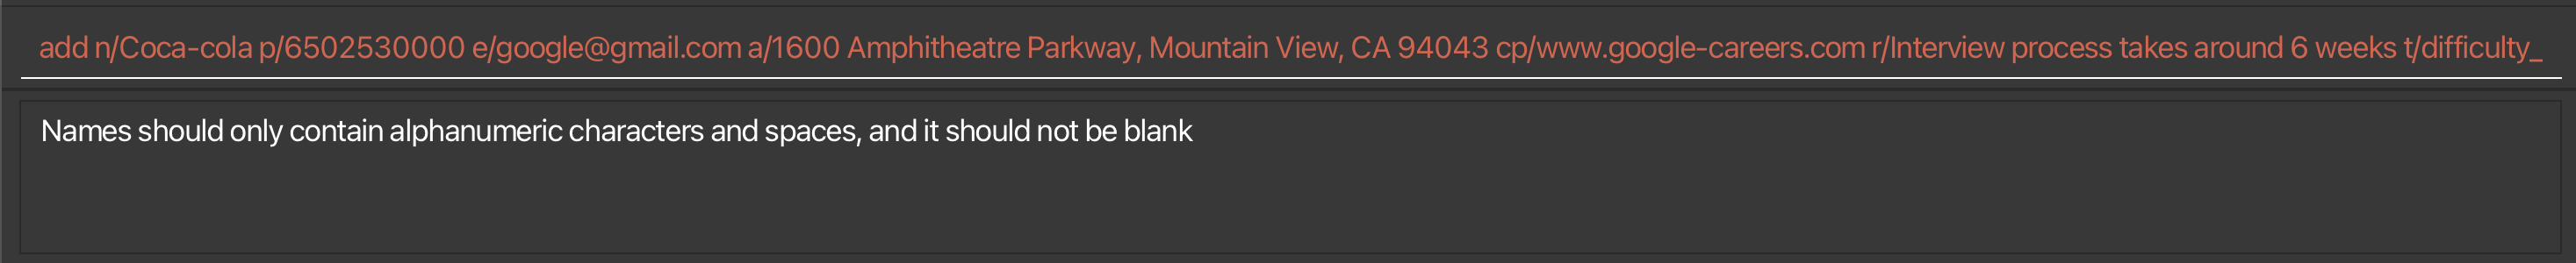 add n/Coca-cola p/6502530000 e/google@gmail.com a/1600 Amphitheatre Parkway, Mountain View, CA 94043 cp/www.google-careers.com r/Interview process takes around 6 weeks t/difficulty_
Names should only contain alphanumeric characters and spaces, and it should not be blank